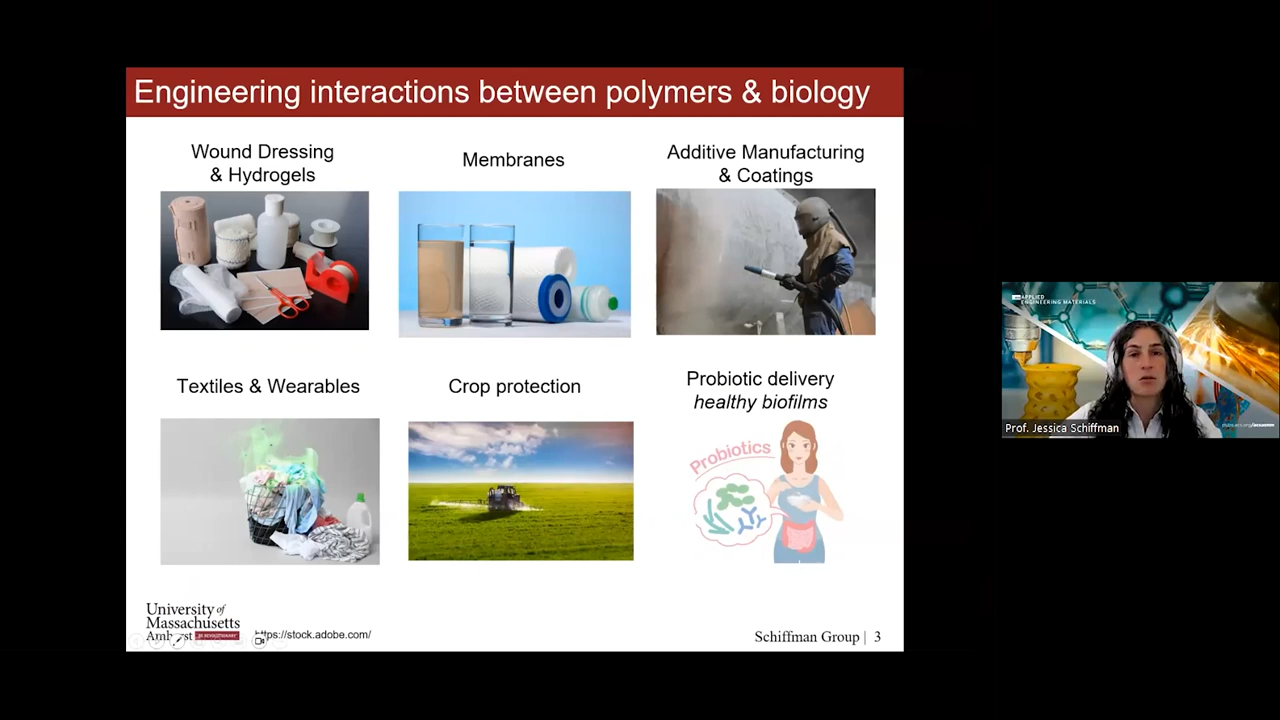 Engineering interactions between polymers & biology
Wound Dressing
& Hydrogels
Membranes
Additive Manufacturing
& Coatings
Textiles & Wearables
Crop protection
Probiotic delivery
healthy biofilms
Probiotics
University of
Massachusetts
Amherst
https://stock.adobe.com/
Schiffman Group | 3
APPLIED
ENGINEERING MATERIALS
Prof. Jessica Schiffman